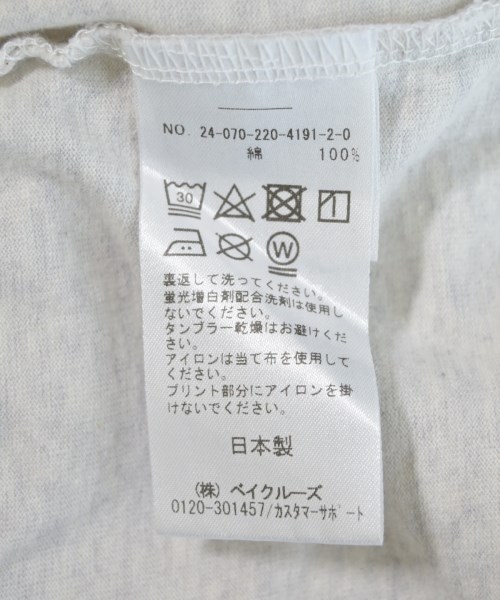 NO. 24-070-220-4191-2-0
綿 100%
30
W
裏返して洗ってください。
蛍光増白剤配合洗剤は使用し
ないでください。
タンブラー乾燥はお避けくだ
さい。
アイロンは当て布を使用して
ください。
プリント部分にアイロンを掛
けないでください。
日本製
(株) ベイクルーズ
0120-301457/カスタマーサポート